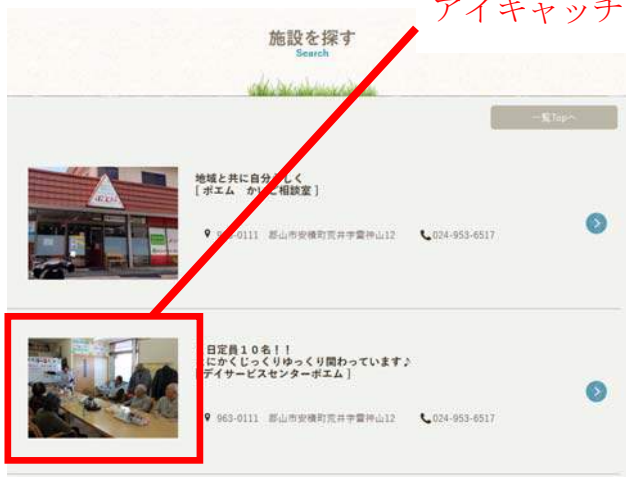 アイキャッチ
施設を探す
Search
一覧Topへ
地域と共に自分らしく
[ ポエム かいご相談室 ]
-0111 郡山市安積町荒井字雷神山12 024-953-6517
日定員10名!!
にかくじっくりゆっくり関わっています♪
デイサービスセンターポエム ]
963-0111 郡山市安積町荒井字雷神山12 024-953-6517